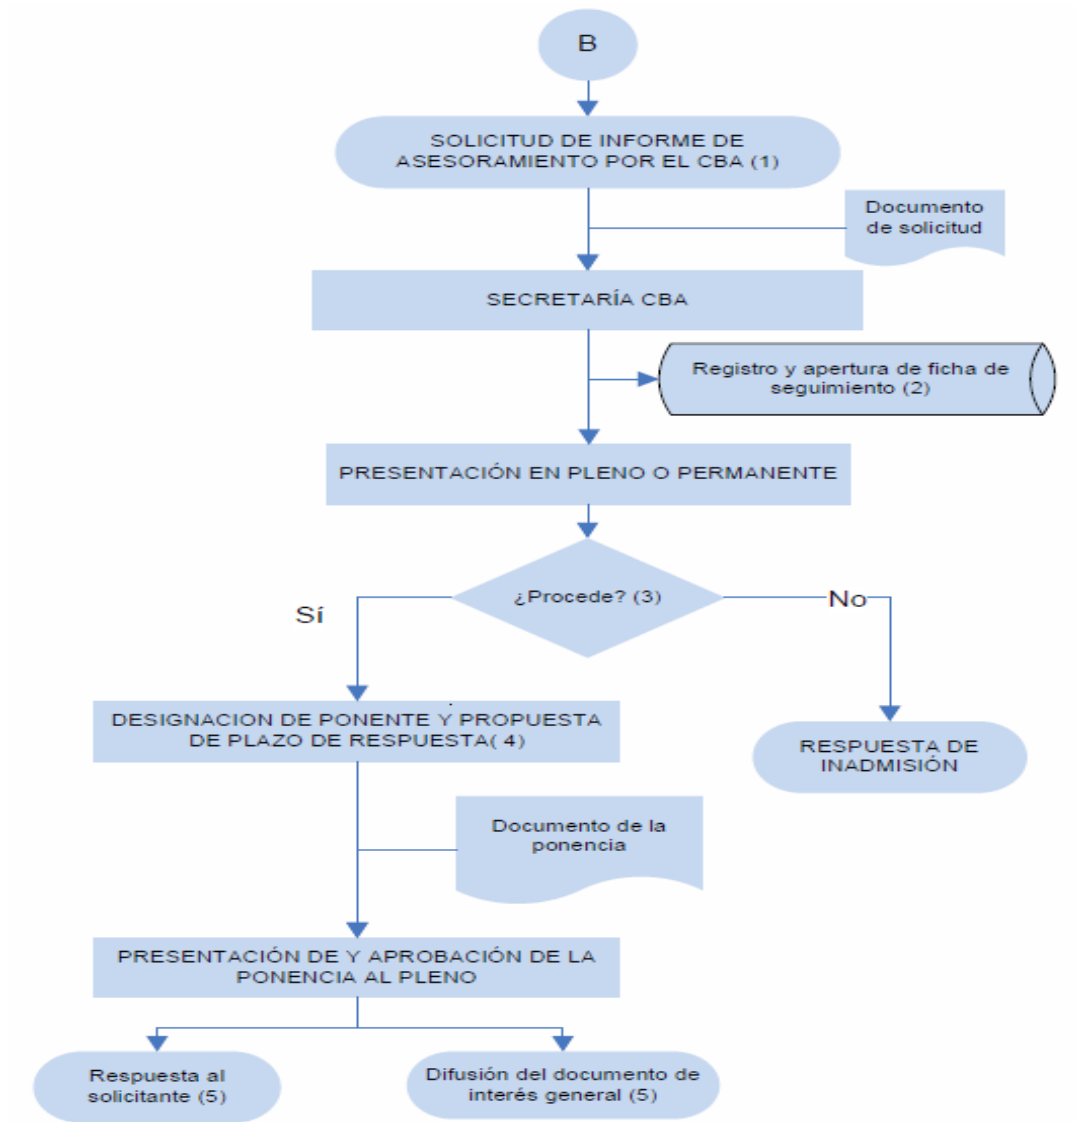 B
SOLICITUD DE INFORME DE
ASESORAMIENTO POR EL CBA (1)
Documento
de solicitud
SECRETARÍA CBA
Registro y apertura de ficha de
seguimiento (2)
PRESENTACIÓN EN PLENO O PERMANENTE
¿Procede? (3)
Sí
No
DESIGNACION DE PONENTE Y PROPUESTA
DE PLAZO DE RESPUESTA( 4)
RESPUESTA DE
INADMISIÓN
Documento de la
ponencia
PRESENTACIÓN DE Y APROBACIÓN DE LA
PONENCIA AL PLENO
Respuesta al
solicitante (5)
Difusión del documento de
interés general (5)